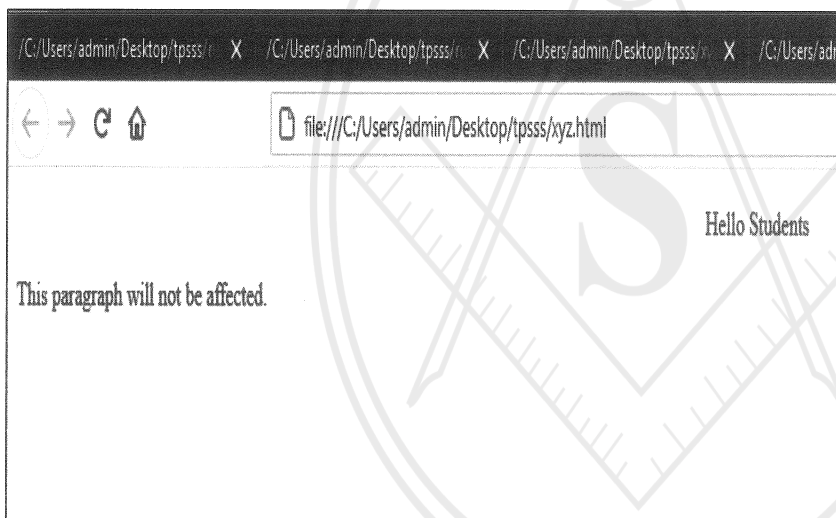 /C:/Users/admin/Desktop/tpsss/ X /C:/Users/admin/Desktop/tpsss/ X /C:/Users/admin/Desktop/tpsss/ X /C:/Users/adm
file:///C:/Users/admin/Desktop/tpsss/xyz.html
S
Hello Students
This paragraph will not be affected.